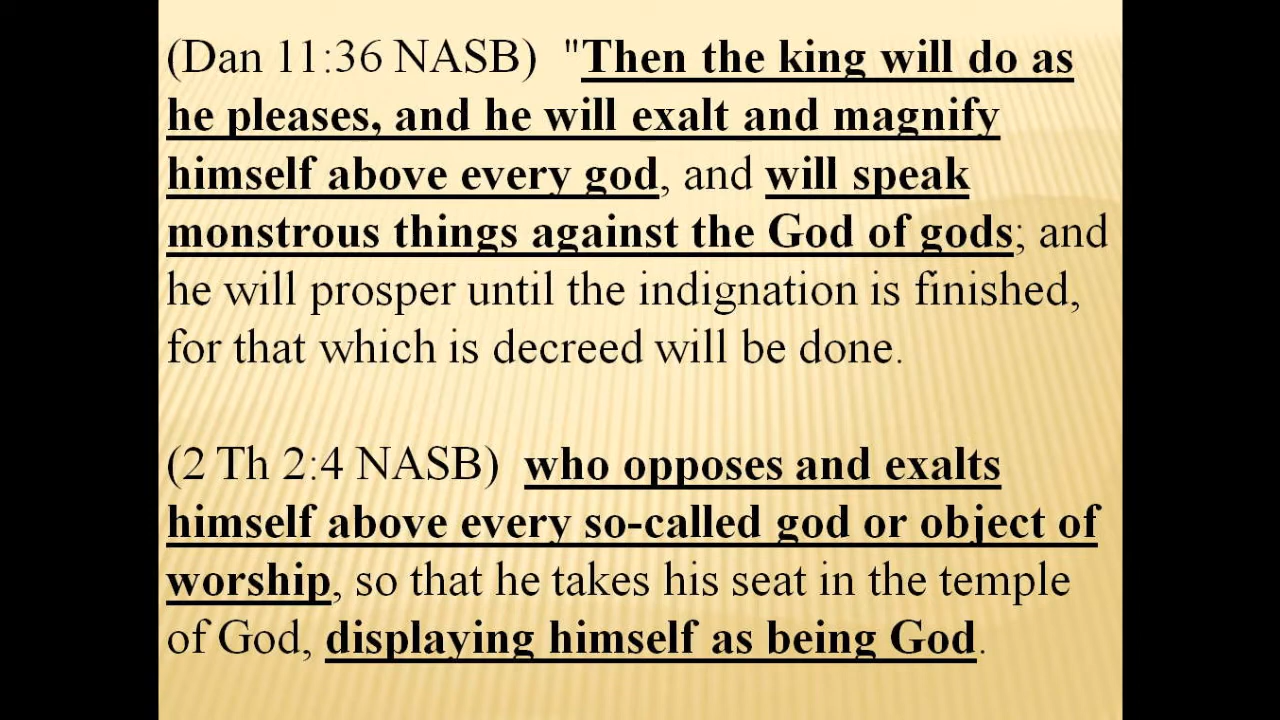 (Dan 11:36 NASB)  "Then the king will do as
he pleases, and he will exalt and magnify
himself above every god, and will speak
monstrous things against the God of gods; and
he will prosper until the indignation is finished,
for that which is decreed will be done.
(2 Th 2:4 NASB)  who opposes and exalts
himself above every so-called god or object of
worship, so that he takes his seat in the temple
of God, displaying himself as being God.